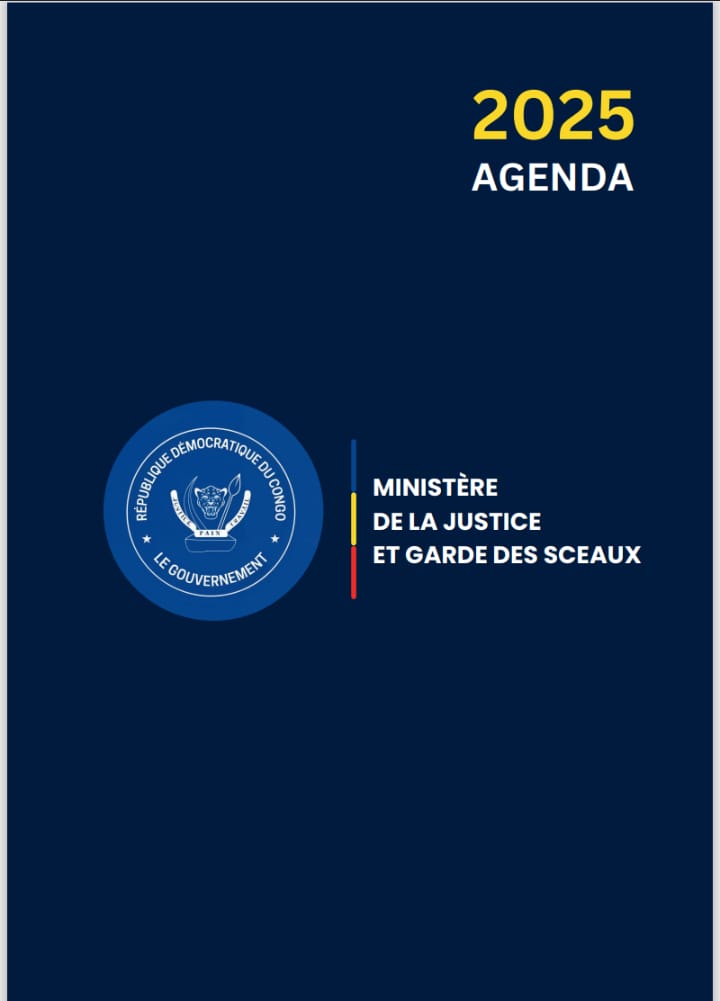 2025
AGENDA
RÉPUBLIQUE DÉMOCRATIQUE DU CONGO
JUSTICE
PAIX
TRAVAIL
LE GOUVERNEMENT
MINISTÈRE
DE LA JUSTICE
ET GARDE DES SCEAUX